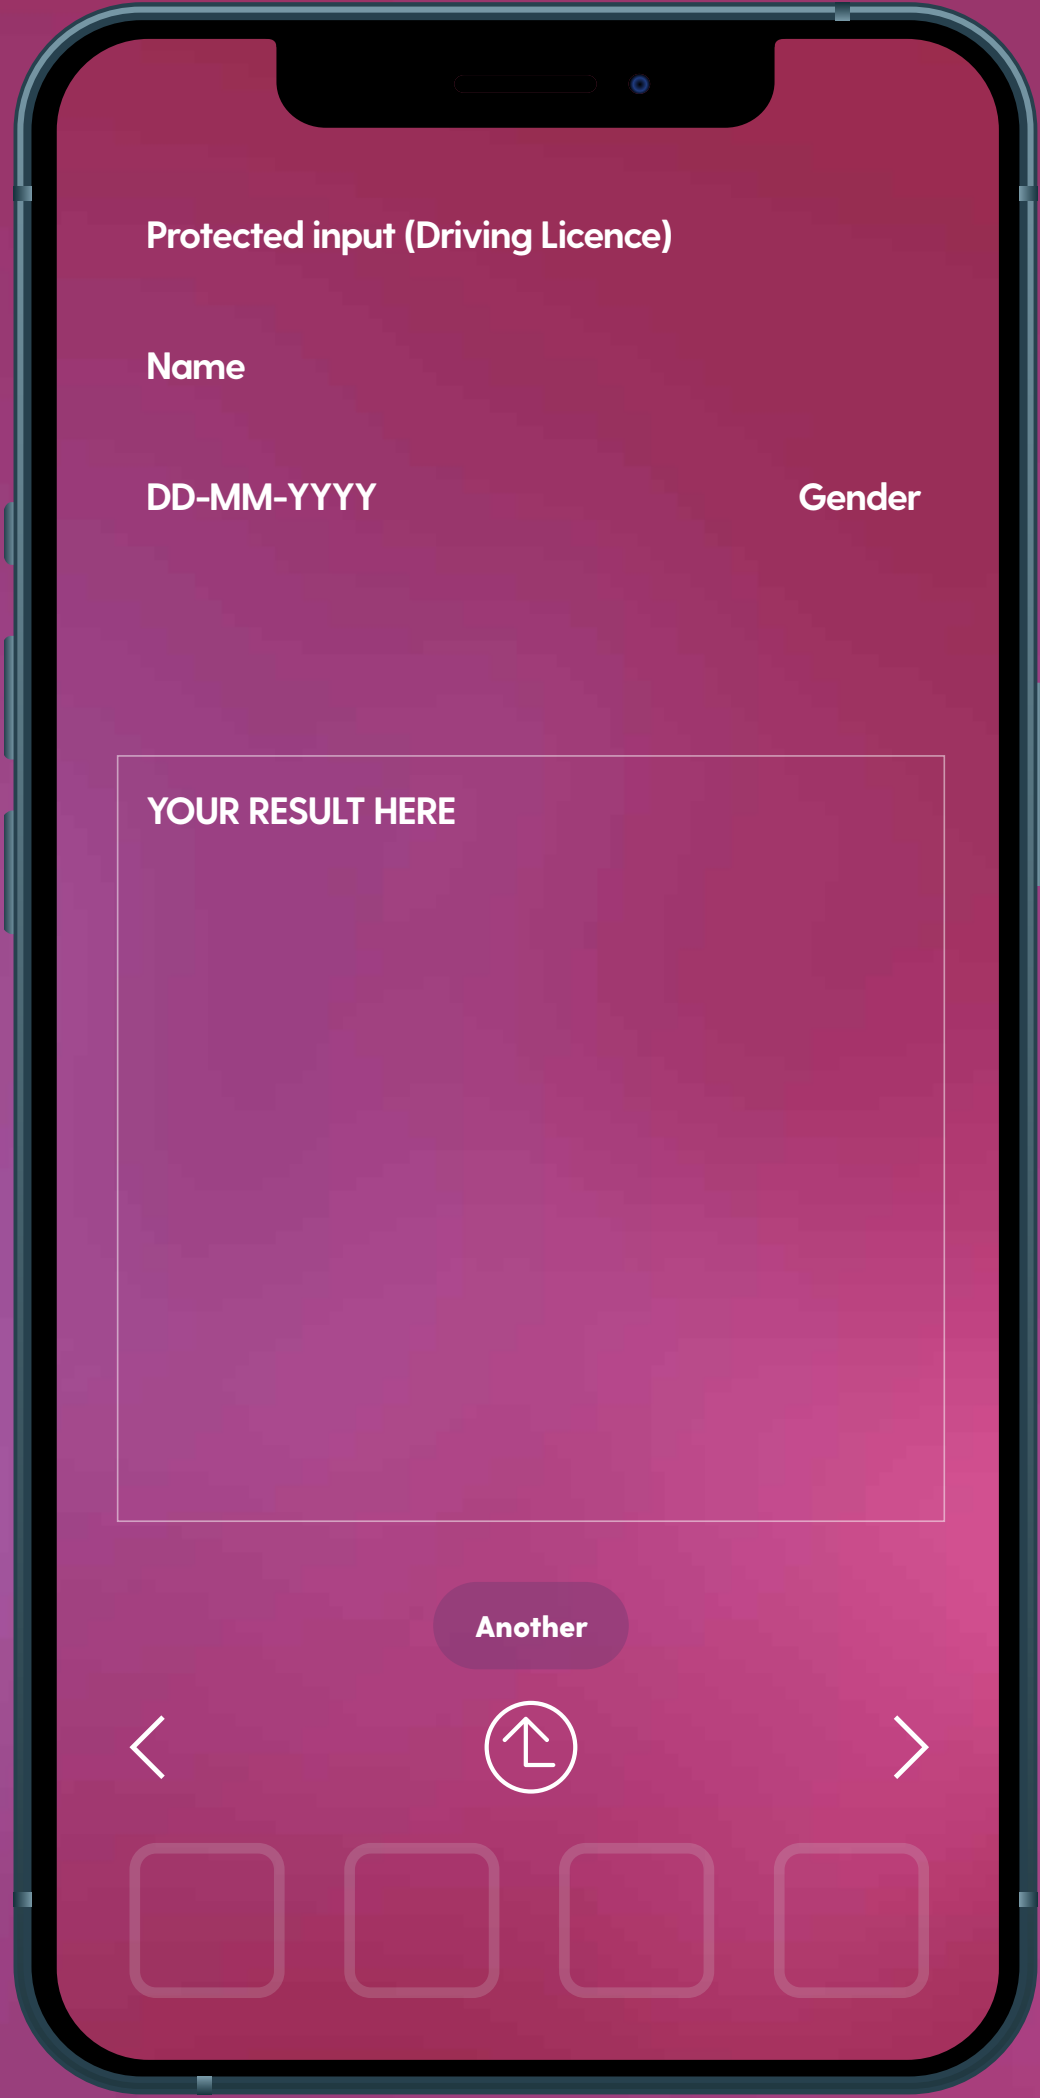 Protected input (Driving Licence)
Name
DD-MM-YYYY Gender
YOUR RESULT HERE
Another